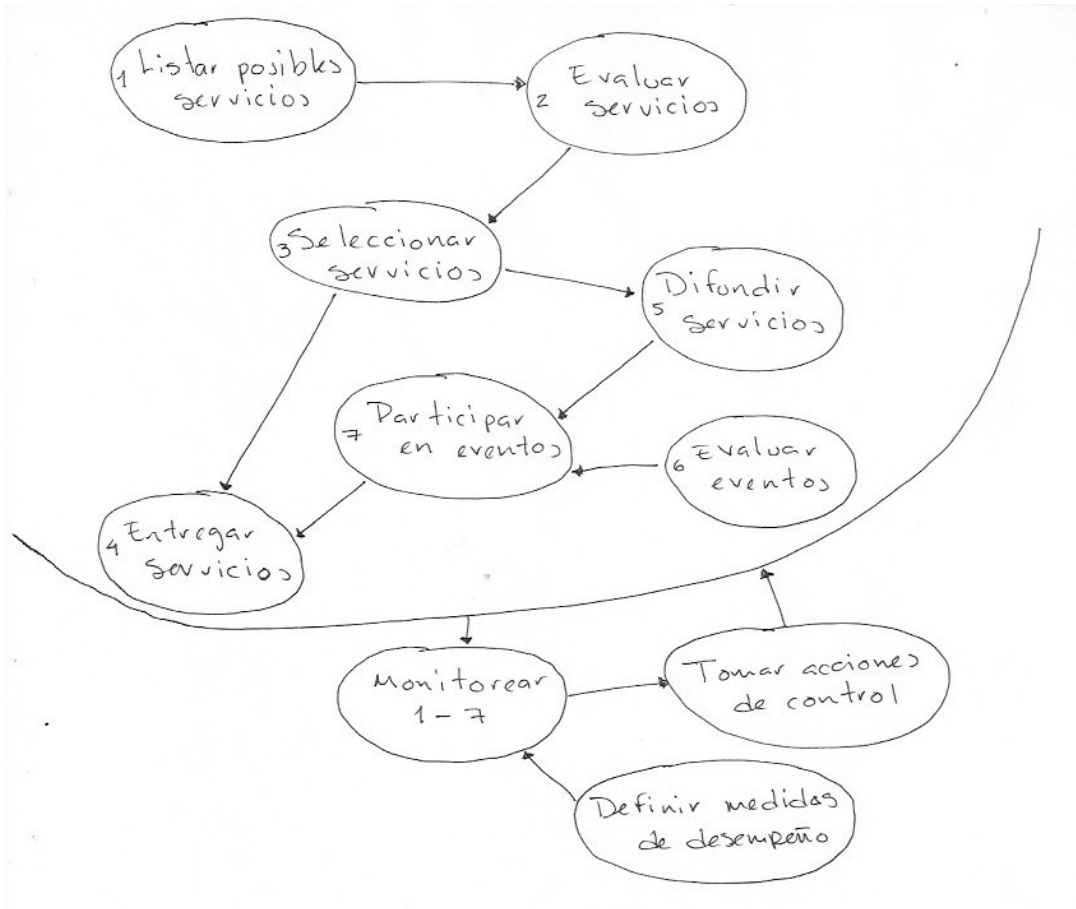 1 Listar posibles
servicios
2 Evaluar
servicios
3 Seleccionar
servicios
5 Difundir
servicios
7 Participar
en eventos
6 Evaluar
eventos
4 Entregar
servicios
Monitorear
1 - 7
Tomar acciones
de control
Definir medidas
de desempeño